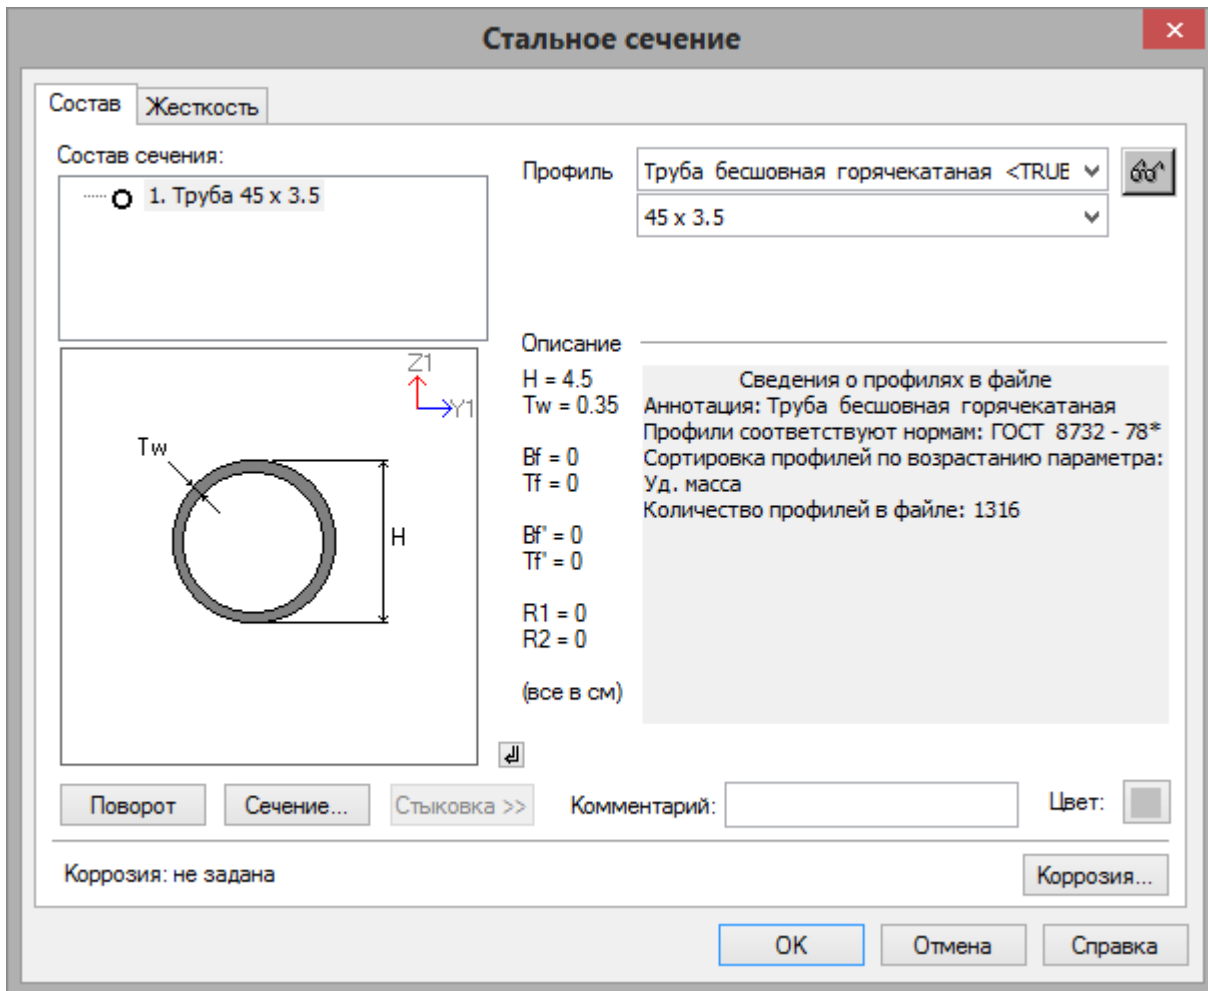 Стальное сечение
Состав
Жесткость
Состав сечения:
1. Труба 45 x 3.5
Профиль
Труба бесшовная горячекатаная <TRUE
45 x 3.5
Описание
H = 4.5
Tw = 0.35
Bf = 0
Tf = 0
Bf' = 0
Tf' = 0
R1 = 0
R2 = 0
(все в см)
Сведения о профилях в файле
Аннотация: Труба бесшовная горячекатаная
Профили соответствуют нормам: ГОСТ 8732 - 78*
Сортировка профилей по возрастанию параметра:
Уд. масса
Количество профилей в файле: 1316
Z1
Y1
Tw
H
Поворот
Сечение...
Стыковка >>
Комментарий:
Цвет:
Коррозия: не задана
Коррозия...
OK
Отмена
Справка